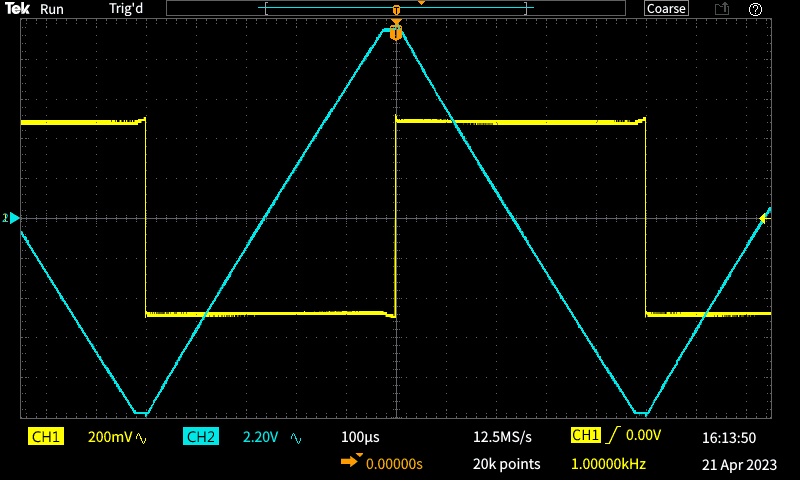 Tek Run Trig'd Coarse ?
T
T
2
CH1 200mV CH2 2.20V 100µs 12.5MS/s CH1 0.00V 16:13:50
0.00000s 20k points 1.00000kHz 21 Apr 2023